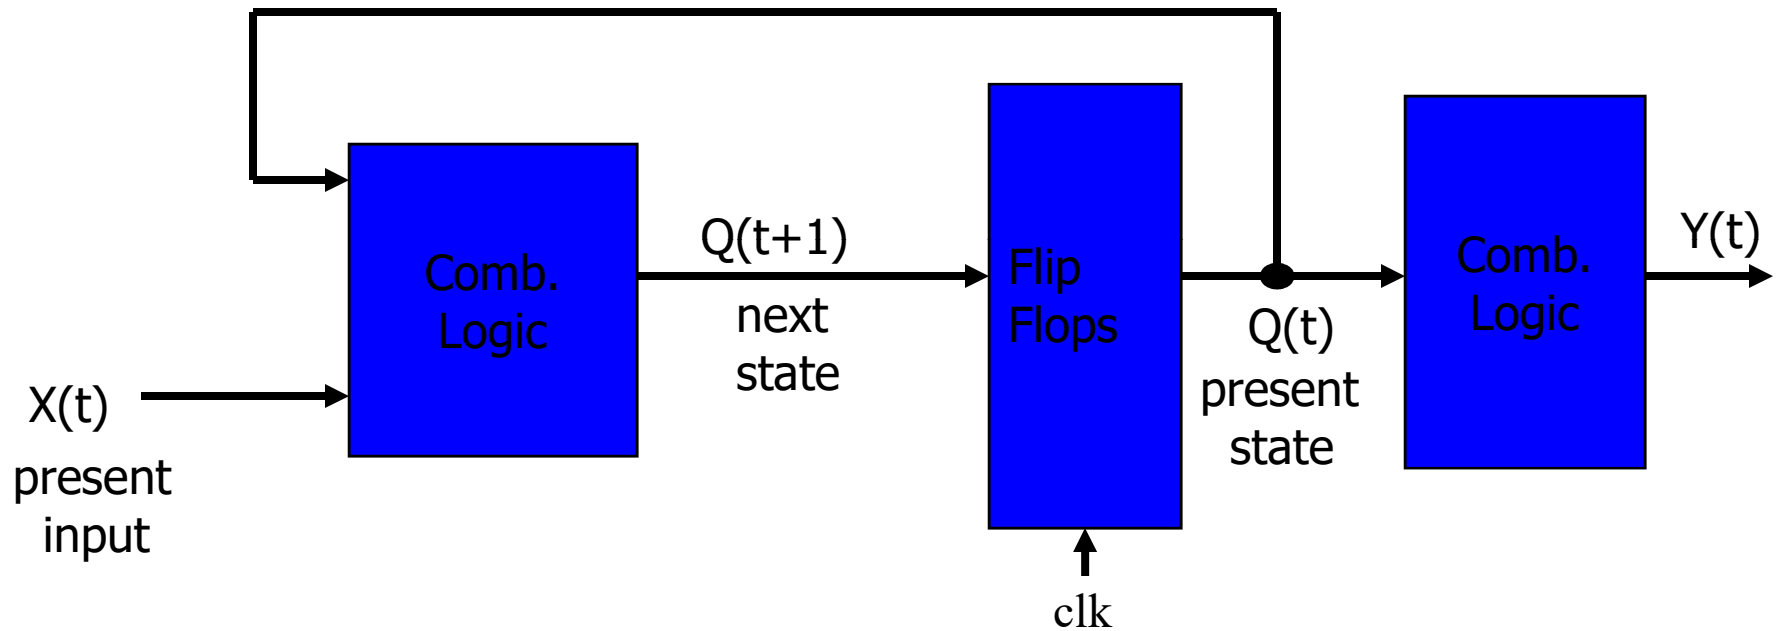 X(t)
present
input
Comb.
Logic
Q(t+1)
next
state
Flip
Flops
clk
Q(t)
present
state
Comb.
Logic
Y(t)